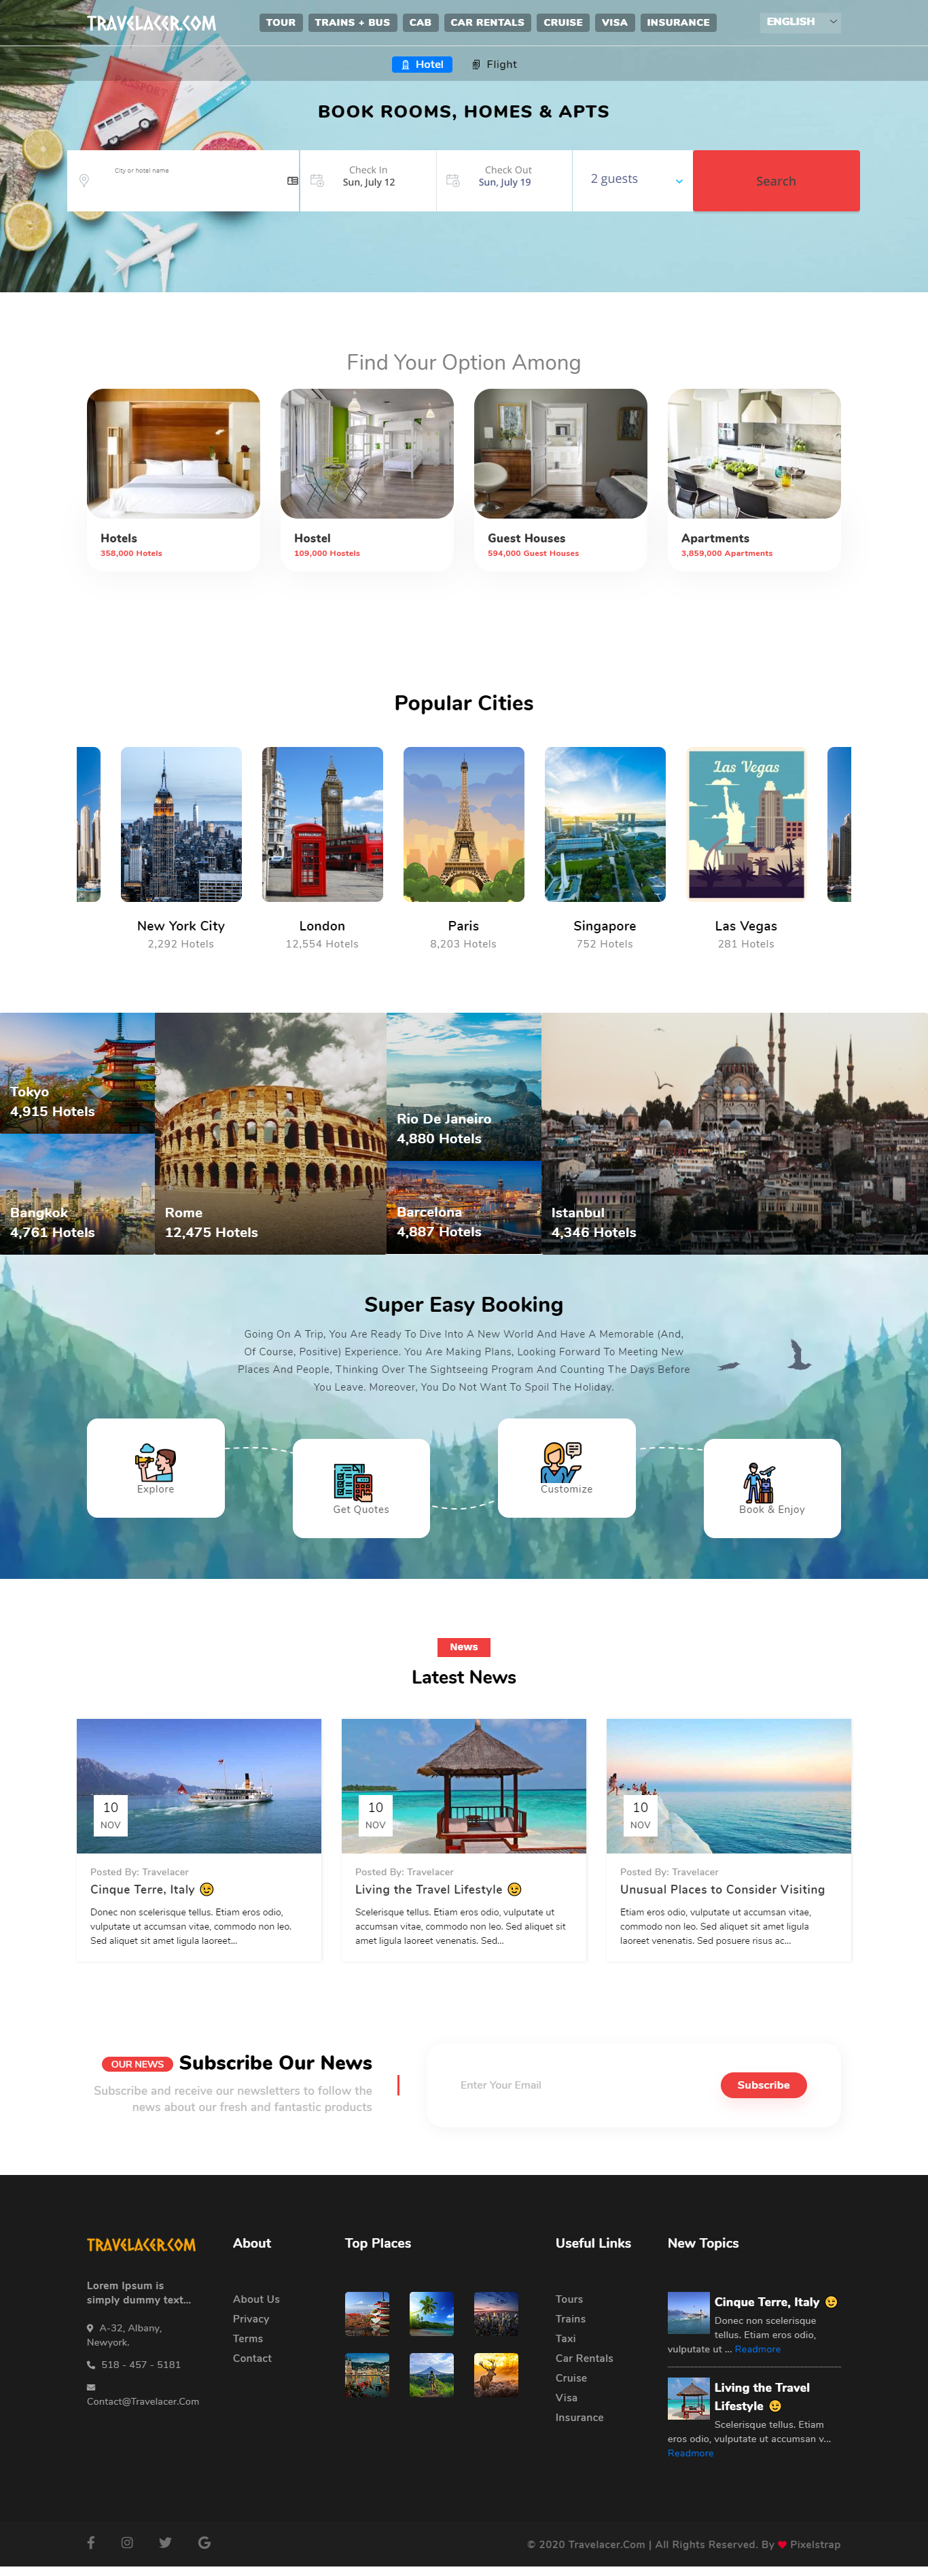 TRAVELACER.COM
TOUR
TRAINS + BUS
CAB
CAR RENTALS
CRUISE
VISA
INSURANCE
ENGLISH
Hotel
Flight
PASSPORT
BOOK ROOMS, HOMES & APTS
City or hotel name
Check In
Sun, July 12
Check Out
Sun, July 19
2 guests
Search
Find Your Option Among
Hotels
358,000 Hotels
Hostel
109,000 Hostels
Guest Houses
594,000 Guest Houses
Apartments
3,859,000 Apartments
Popular Cities
Las Vegas
New York City
2,292 Hotels
London
12,554 Hotels
Paris
8,203 Hotels
Singapore
752 Hotels
Las Vegas
281 Hotels
Tokyo
4,915 Hotels
Bangkok
4,761 Hotels
Rome
12,475 Hotels
Rio De Janeiro
4,880 Hotels
Barcelona
4,887 Hotels
Istanbul
4,346 Hotels
Super Easy Booking
Going On A Trip, You Are Ready To Dive Into A New World And Have A Memorable (And,
Of Course, Positive) Experience. You Are Making Plans, Looking Forward To Meeting New
Places And People, Thinking Over The Sightseeing Program And Counting The Days Before
You Leave. Moreover, You Do Not Want To Spoil The Holiday.
Explore
Get Quotes
Customize
Book & Enjoy
News
Latest News
10
NOV
Posted By: Travelacer
Cinque Terre, Italy 😉
Donec non scelerisque tellus. Etiam eros odio,
vulputate ut accumsan vitae, commodo non leo.
Sed aliquet sit amet ligula laoreet...
10
NOV
Posted By: Travelacer
Living the Travel Lifestyle 😉
Scelerisque tellus. Etiam eros odio, vulputate ut
accumsan vitae, commodo non leo. Sed aliquet sit
amet ligula laoreet venenatis. Sed...
10
NOV
Posted By: Travelacer
Unusual Places to Consider Visiting
Etiam eros odio, vulputate ut accumsan vitae,
commodo non leo. Sed aliquet sit amet ligula
laoreet venenatis. Sed posuere risus ac...
OUR NEWS Subscribe Our News
Subscribe and receive our newsletters to follow the
news about our fresh and fantastic products
Enter Your Email
Subscribe
TRAVELACER.COM
Lorem Ipsum is
simply dummy text...
A-32, Albany,
Newyork.
518 - 457 - 5181
Contact@Travelacer.Com
About
About Us
Privacy
Terms
Contact
Top Places
Useful Links
Tours
Trains
Taxi
Car Rentals
Cruise
Visa
Insurance
New Topics
Cinque Terre, Italy 😉
Donec non scelerisque
tellus. Etiam eros odio,
vulputate ut ... Readmore
Living the Travel
Lifestyle 😉
Scelerisque tellus. Etiam
eros odio, vulputate ut accumsan v...
Readmore
© 2020 Travelacer.Com | All Rights Reserved. By ❤ Pixelstrap